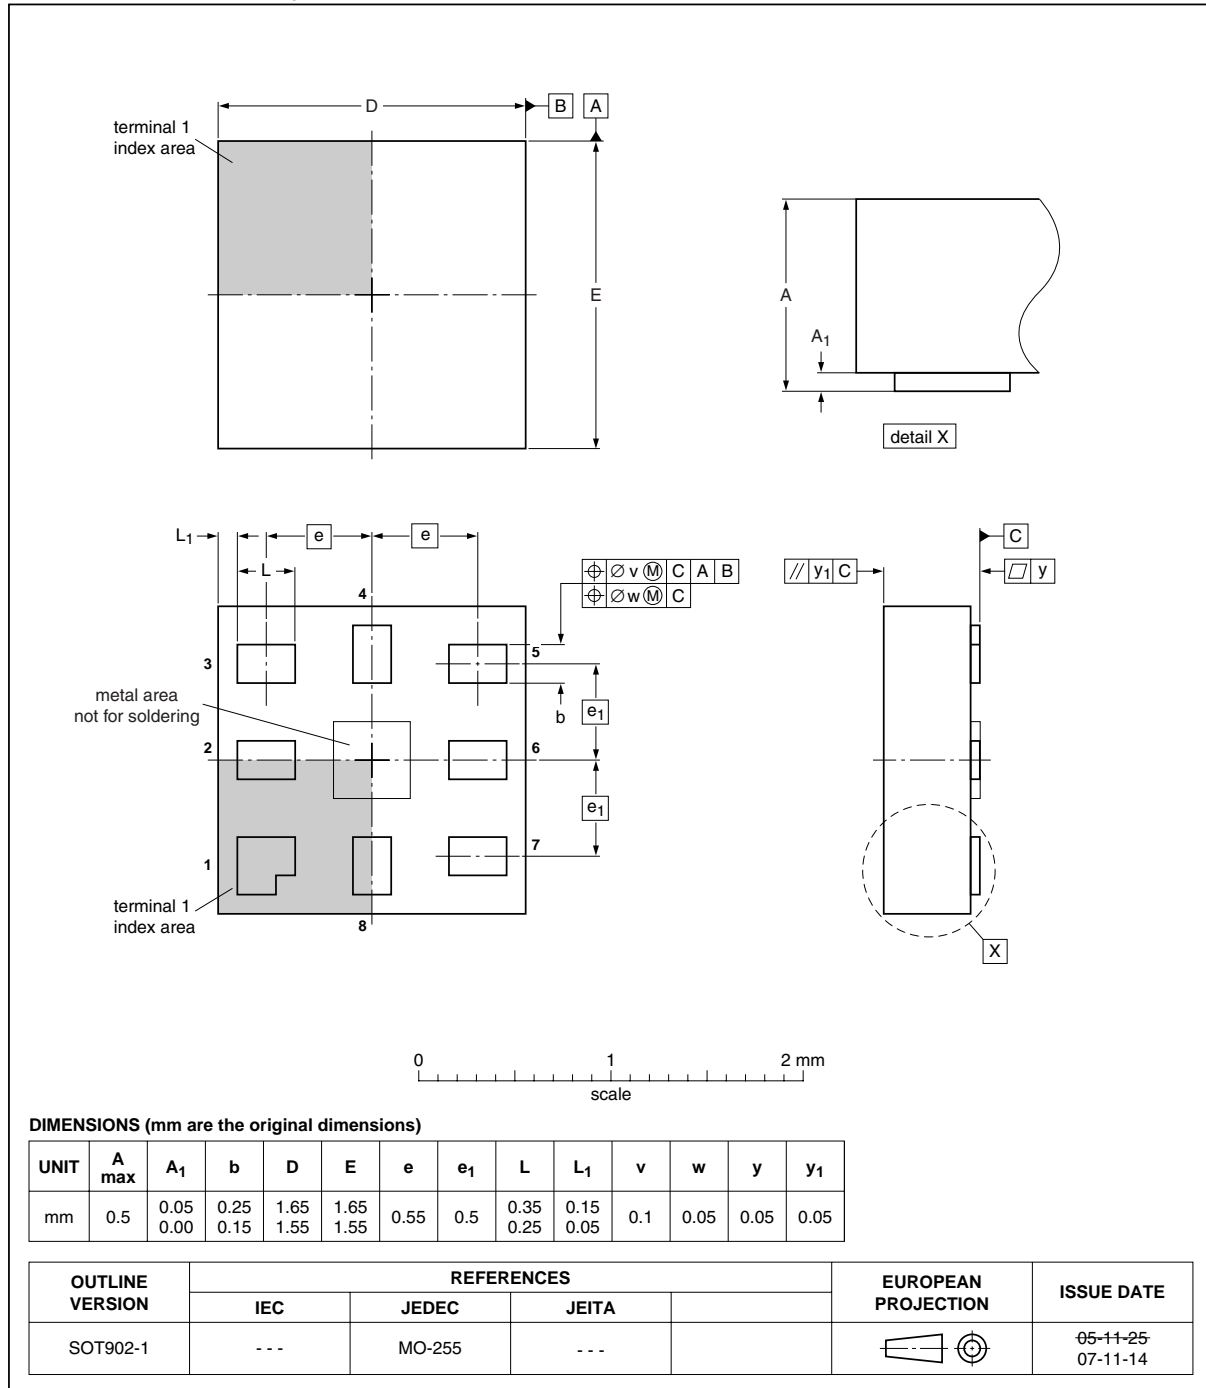 D
B
A
terminal 1
index area
E
A
A1
detail X
L1
e
e
L
4
⌖ ∅ v Ⓜ C A B
⌖ ∅ w Ⓜ C
// y1 C
C
▱ y
3
5
metal area
not for soldering
b
e1
2
6
e1
1
7
terminal 1
index area
8
X
0 1 2 mm
scale
DIMENSIONS (mm are the original dimensions)
UNIT A max A1 b D E e e1 L L1 v w y y1
mm 0.5 0.05 0.00 0.25 0.15 1.65 1.55 1.65 1.55 0.55 0.5 0.35 0.25 0.15 0.05 0.1 0.05 0.05 0.05
OUTLINE VERSION REFERENCES EUROPEAN PROJECTION ISSUE DATE
IEC JEDEC JEITA
SOT902-1 - - - MO-255 - - - 05-11-25
07-11-14